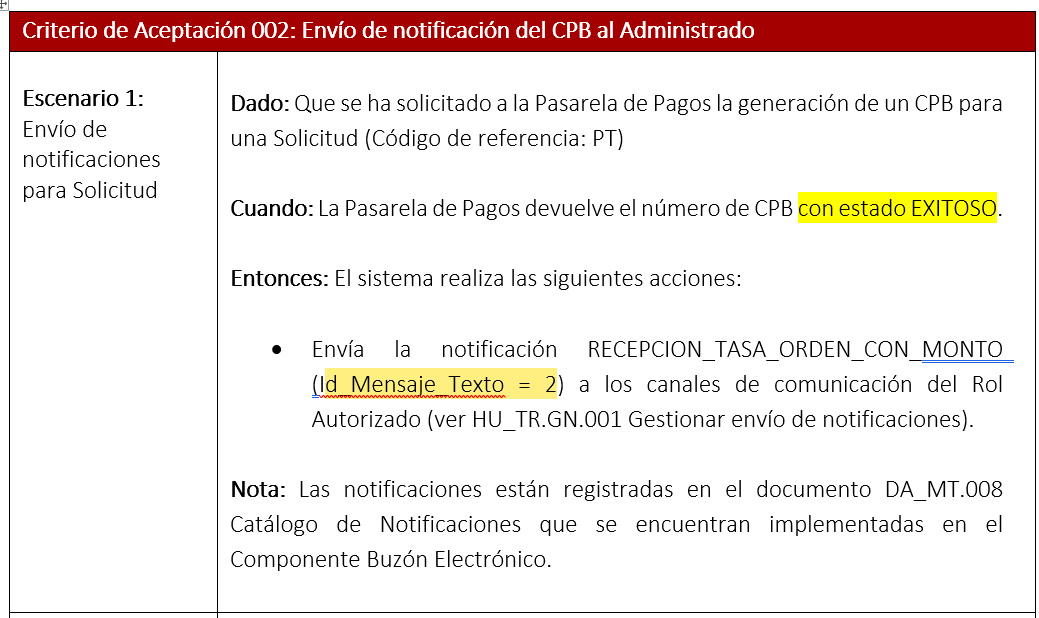 Criterio de Aceptación 002: Envío de notificación del CPB al Administrado
Escenario 1:
Envío de
notificaciones
para Solicitud
Dado: Que se ha solicitado a la Pasarela de Pagos la generación de un CPB para
una Solicitud (Código de referencia: PT)
Cuando: La Pasarela de Pagos devuelve el número de CPB con estado EXITOSO.
Entonces: El sistema realiza las siguientes acciones:
• Envía la notificación RECEPCION_TASA_ORDEN_CON_MONTO
(Id_Mensaje_Texto = 2) a los canales de comunicación del Rol
Autorizado (ver HU_TR.GN.001 Gestionar envío de notificaciones).
Nota: Las notificaciones están registradas en el documento DA_MT.008
Catálogo de Notificaciones que se encuentran implementadas en el
Componente Buzón Electrónico.